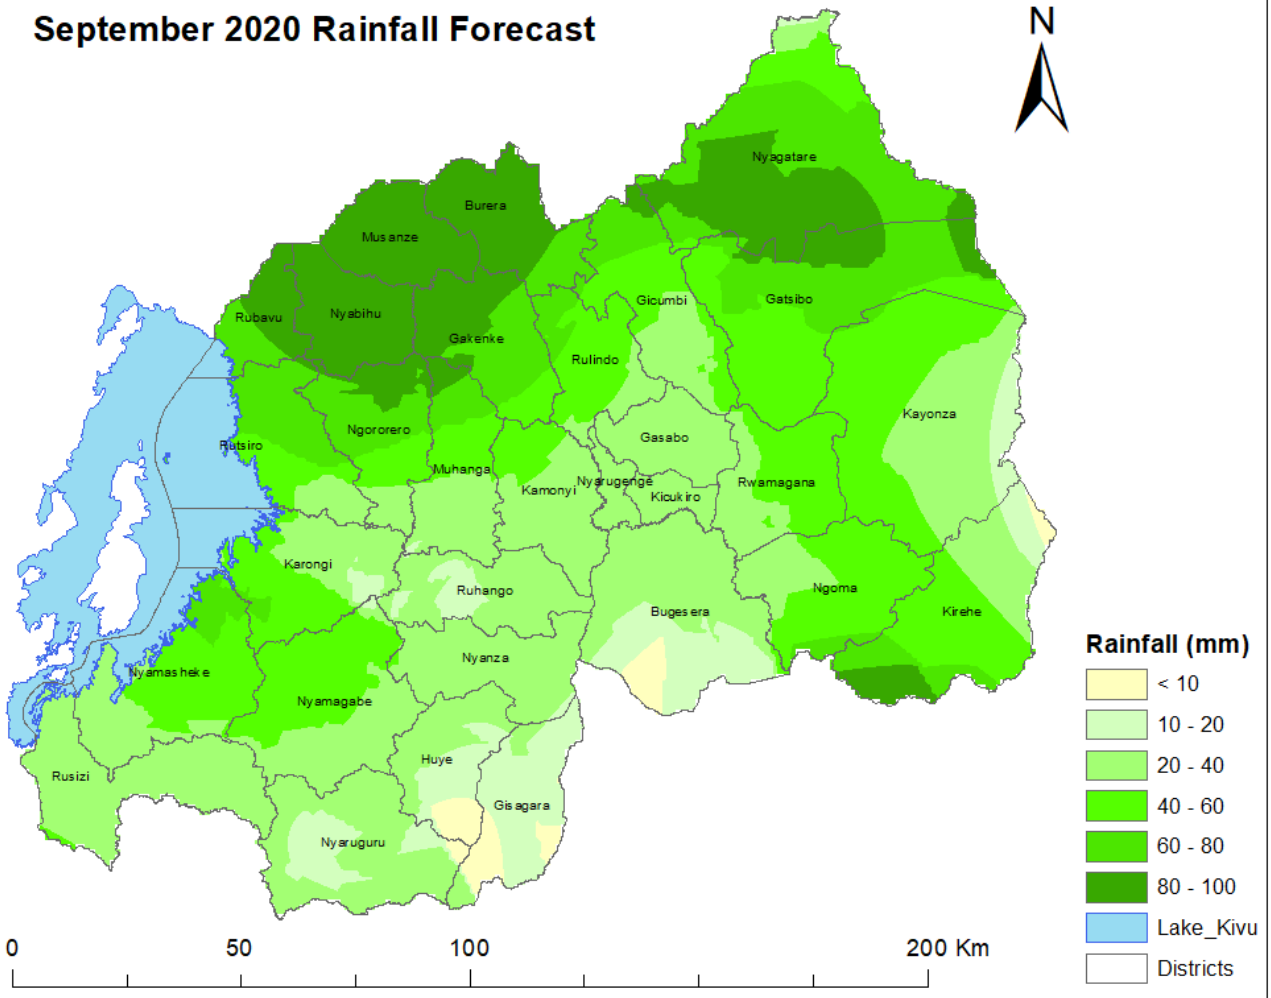 September 2020 Rainfall Forecast
N
Nyagatare
Burera
Musanze
Gicumbi
Gatsibo
Rubavu
Nyabihu
Gakenke
Rulindo
Kayonza
Rutsiro
Ngororero
Gasabo
Muhanga
Kamonyi
Nyarugenge
Kicukiro
Rwamagana
Karongi
Ruhango
Bugesera
Ngoma
Kirehe
Nyamasheke
Nyanza
Nyamagabe
Huye
Rusizi
Gisagara
Nyaruguru
Rainfall (mm)
< 10
10 - 20
20 - 40
40 - 60
60 - 80
80 - 100
Lake_Kivu
Districts
0 50 100 200 Km